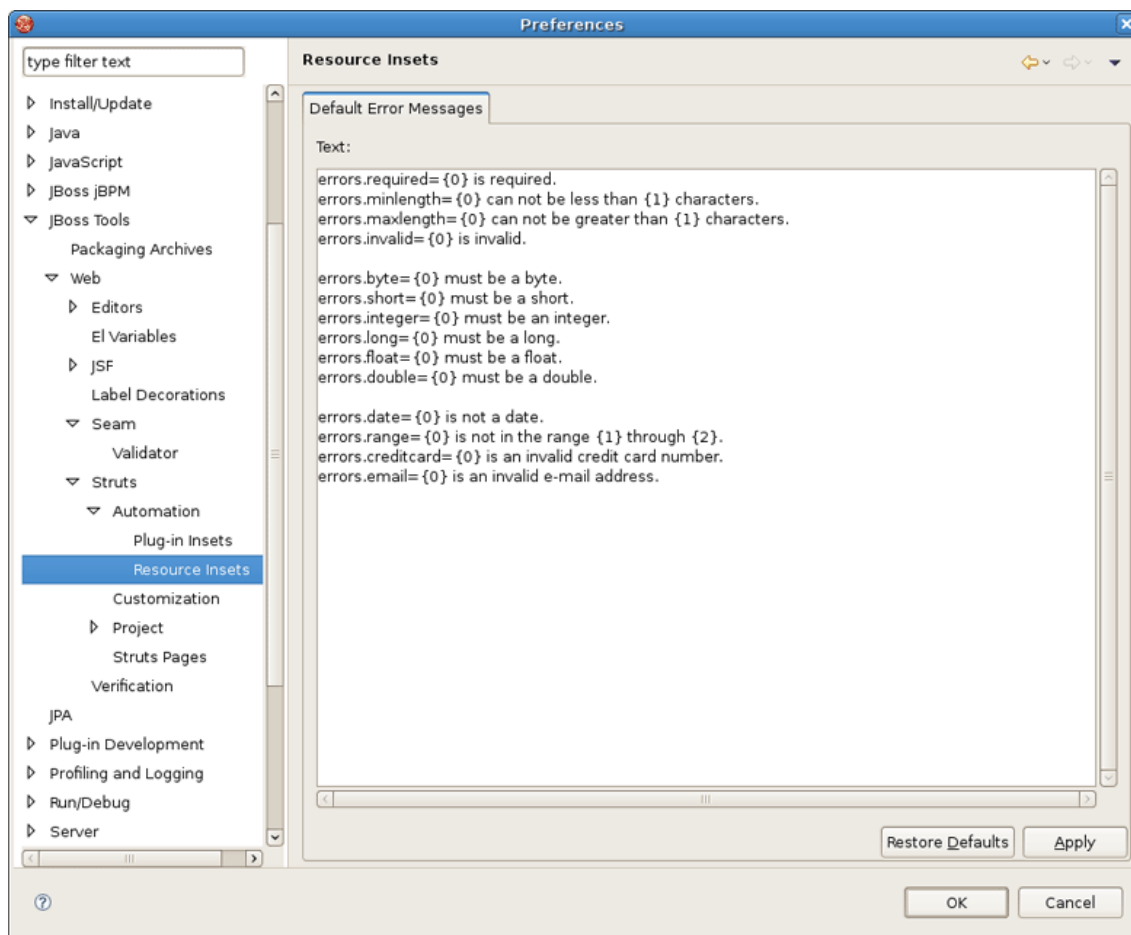 Preferences
type filter text
Install/Update
Java
JavaScript
JBoss jBPM
JBoss Tools
Packaging Archives
Web
Editors
El Variables
JSF
Label Decorations
Seam
Validator
Struts
Automation
Plug-in Insets
Resource Insets
Customization
Project
Struts Pages
Verification
JPA
Plug-in Development
Profiling and Logging
Run/Debug
Server
Resource Insets
Default Error Messages
Text:
errors.required={0} is required.
errors.minlength={0} can not be less than {1} characters.
errors.maxlength={0} can not be greater than {1} characters.
errors.invalid={0} is invalid.
errors.byte={0} must be a byte.
errors.short={0} must be a short.
errors.integer={0} must be an integer.
errors.long={0} must be a long.
errors.float={0} must be a float.
errors.double={0} must be a double.
errors.date={0} is not a date.
errors.range={0} is not in the range {1} through {2}.
errors.creditcard={0} is an invalid credit card number.
errors.email={0} is an invalid e-mail address.
Restore Defaults
Apply
?
OK
Cancel